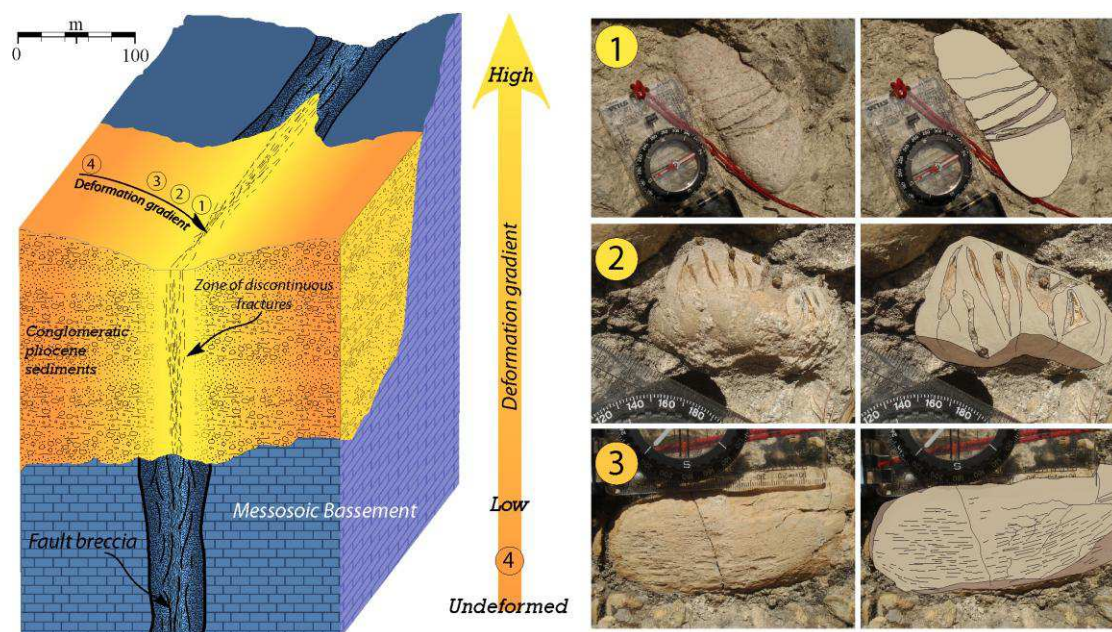 m
0 100
High
4
3
2
1
Deformation gradient
Zone of discontinuous
fractures
Conglomeratic
pliocene
sediments
Messosoic Bassement
Fault breccia
Deformation gradient
Low
4
Undeformed
1
2
120 140 160 180
120 140 160 180
3
S
S